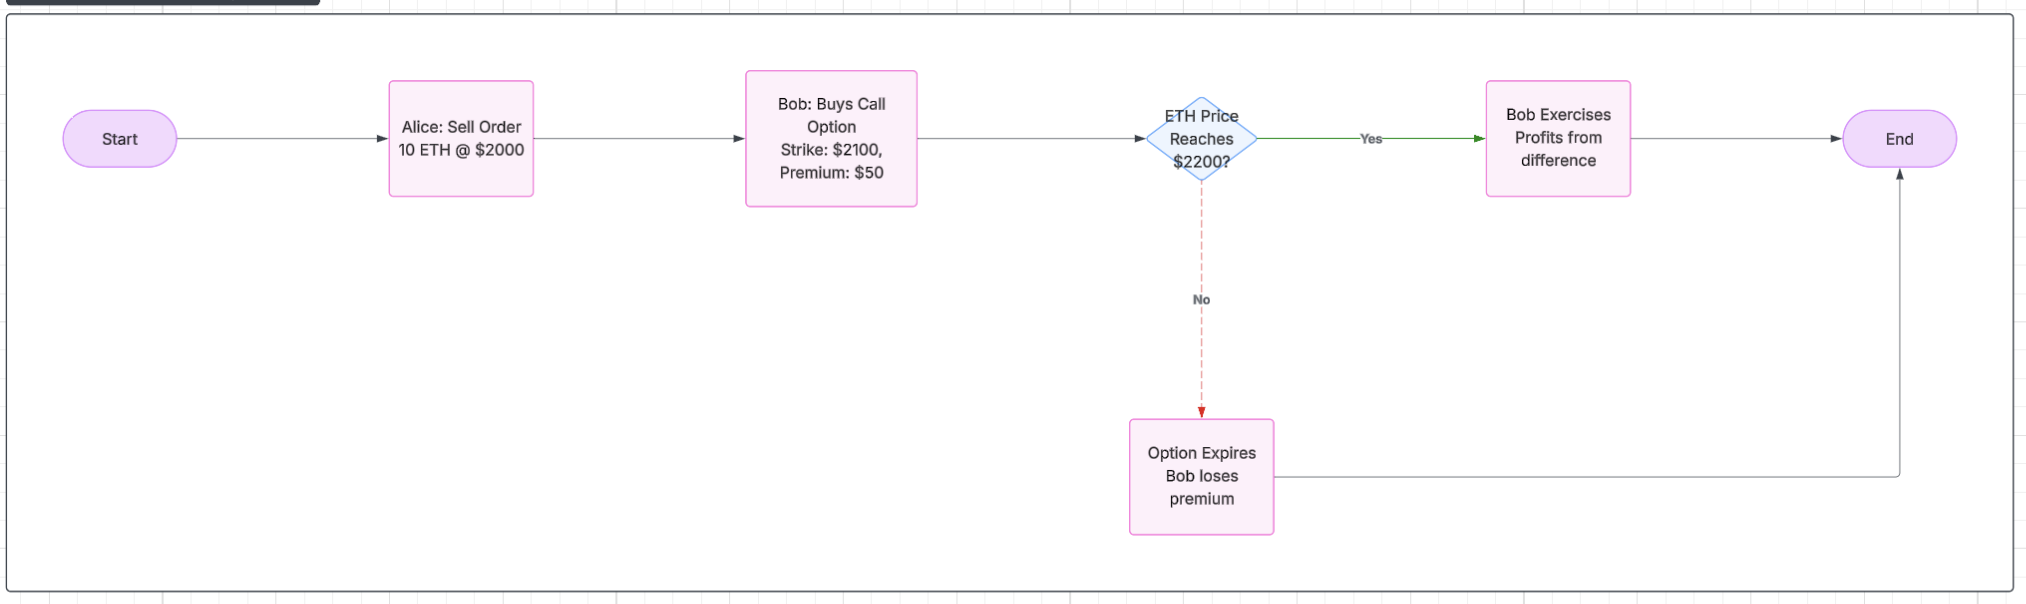 Start
Alice: Sell Order
10 ETH @ $2000
Bob: Buys Call
Option
Strike: $2100,
Premium: $50
ETH Price
Reaches
$2200?
Yes
Bob Exercises
Profits from
difference
End
No
Option Expires
Bob loses
premium